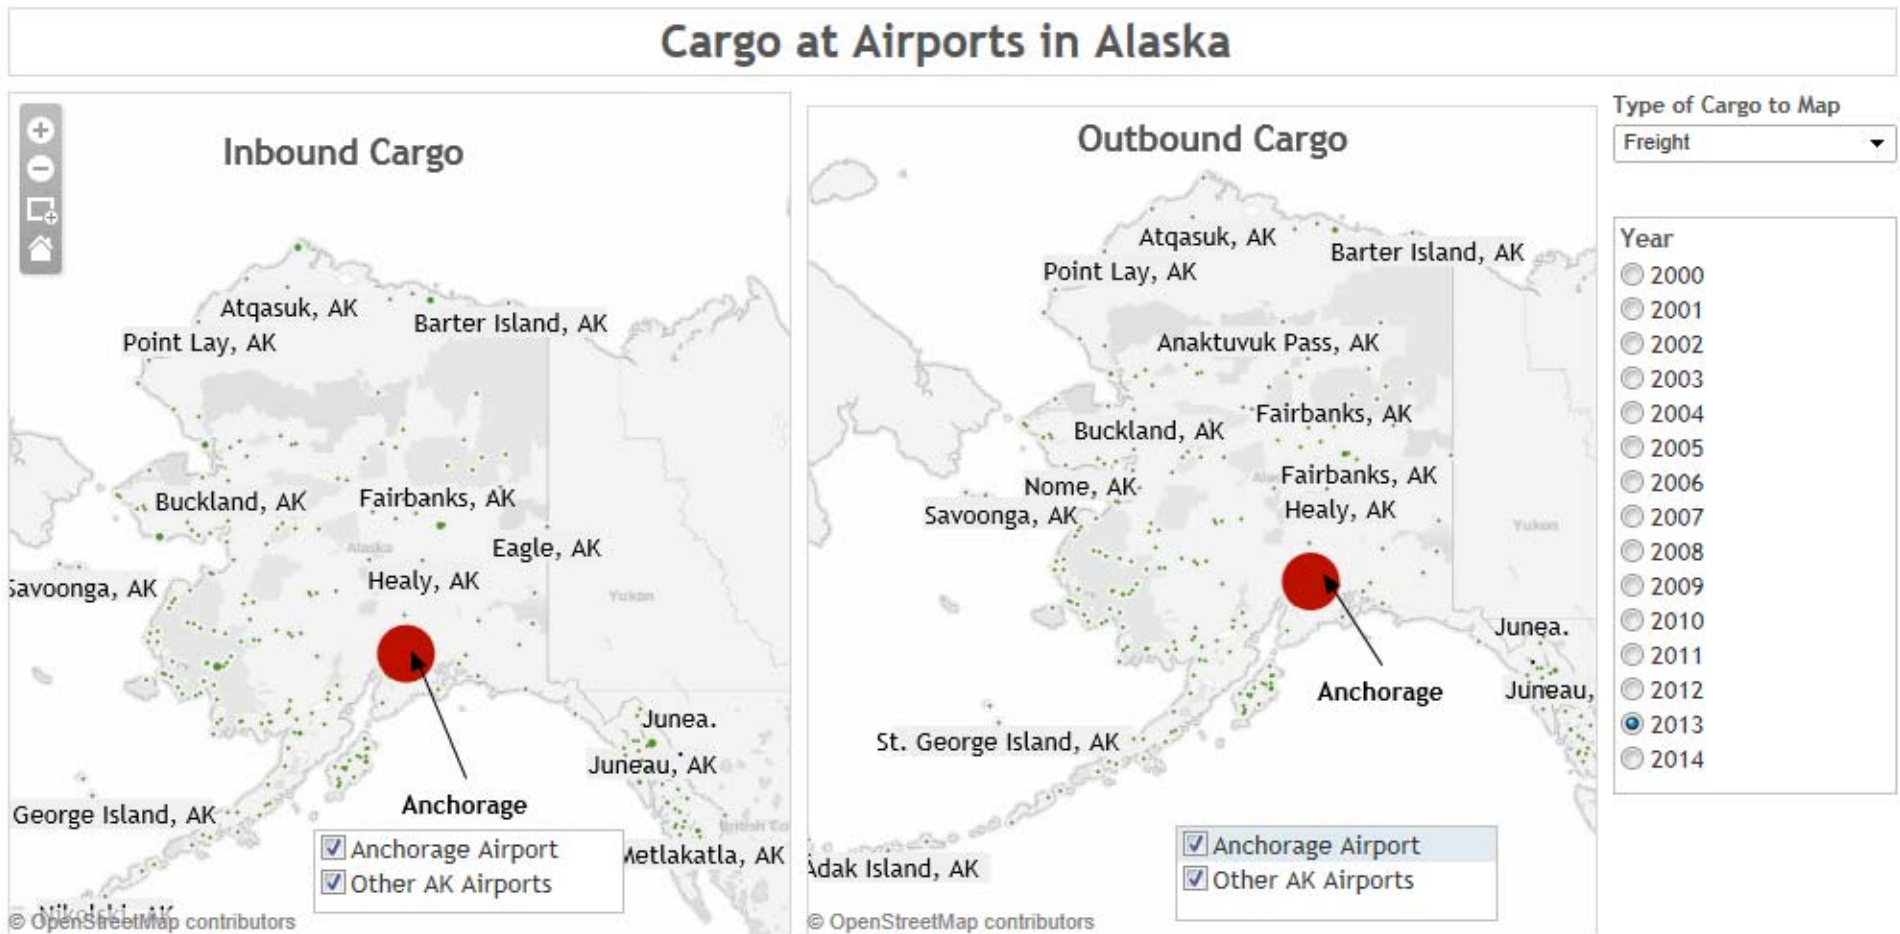 Cargo at Airports in Alaska
Inbound Cargo
Atqasuk, AK
Barter Island, AK
Point Lay, AK
Buckland, AK
Fairbanks, AK
Alaska
Eagle, AK
Healy, AK
Savoonga, AK
Yukon
Junea.
Juneau, AK
Anchorage
George Island, AK
Anchorage Airport
Other AK Airports
Metlakatla, AK
Nikolski, AK
© OpenStreetMap contributors
Outbound Cargo
Atqasuk, AK
Barter Island, AK
Point Lay, AK
Anaktuvuk Pass, AK
Fairbanks, AK
Buckland, AK
Fairbanks, AK
Nome, AK
Healy, AK
Savoonga, AK
Yukon
Junea.
Juneau,
Anchorage
St. George Island, AK
Adak Island, AK
Anchorage Airport
Other AK Airports
© OpenStreetMap contributors
Type of Cargo to Map
Freight
Year
2000
2001
2002
2003
2004
2005
2006
2007
2008
2009
2010
2011
2012
2013
2014